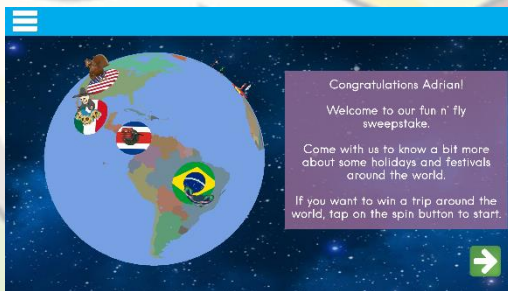 Congratulations Adrian!
Welcome to our fun n' fly
sweepstake.
Come with us to know a bit more
about some holidays and festivals
around the world.
If you want to win a trip around the
world, tap on the spin button to start.